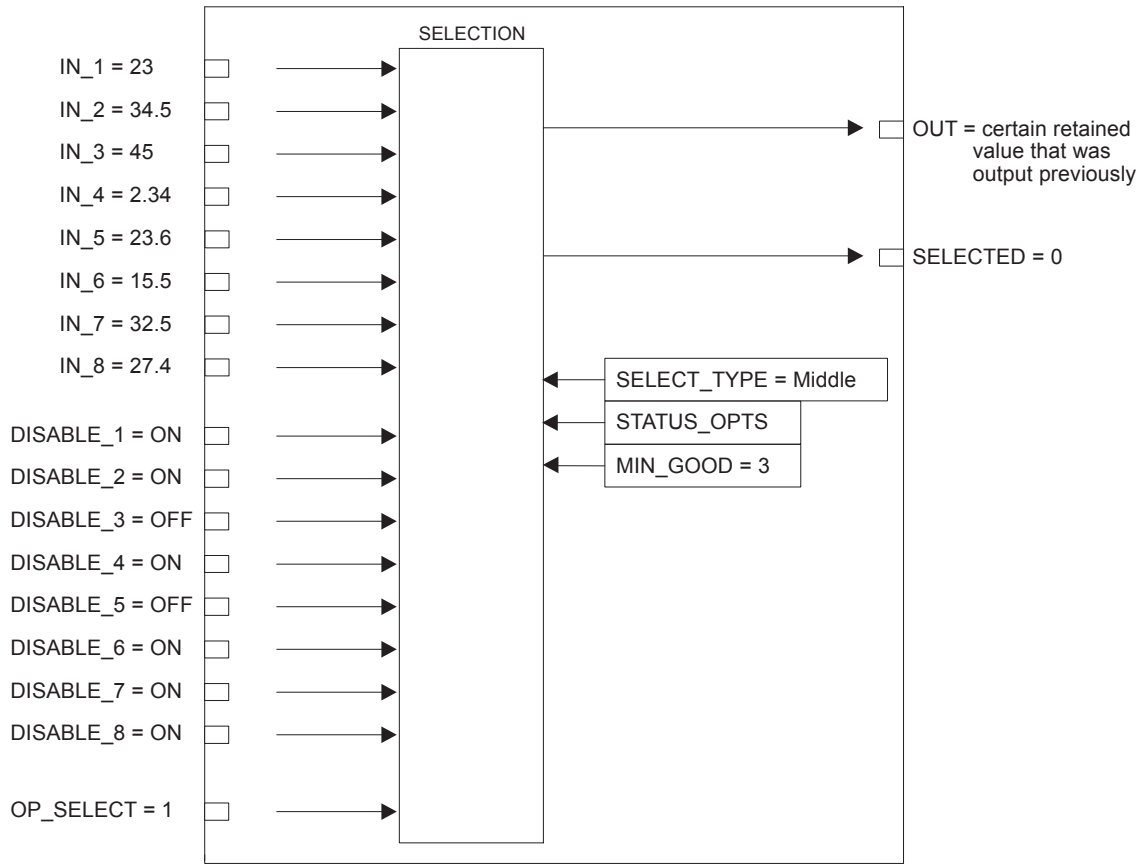 SELECTION
IN_1 = 23
IN_2 = 34.5
IN_3 = 45
IN_4 = 2.34
IN_5 = 23.6
IN_6 = 15.5
IN_7 = 32.5
IN_8 = 27.4
DISABLE_1 = ON
DISABLE_2 = ON
DISABLE_3 = OFF
DISABLE_4 = ON
DISABLE_5 = OFF
DISABLE_6 = ON
DISABLE_7 = ON
DISABLE_8 = ON
OP_SELECT = 1
OUT = certain retained
value that was
output previously
SELECTED = 0
SELECT_TYPE = Middle
STATUS_OPTS
MIN_GOOD = 3